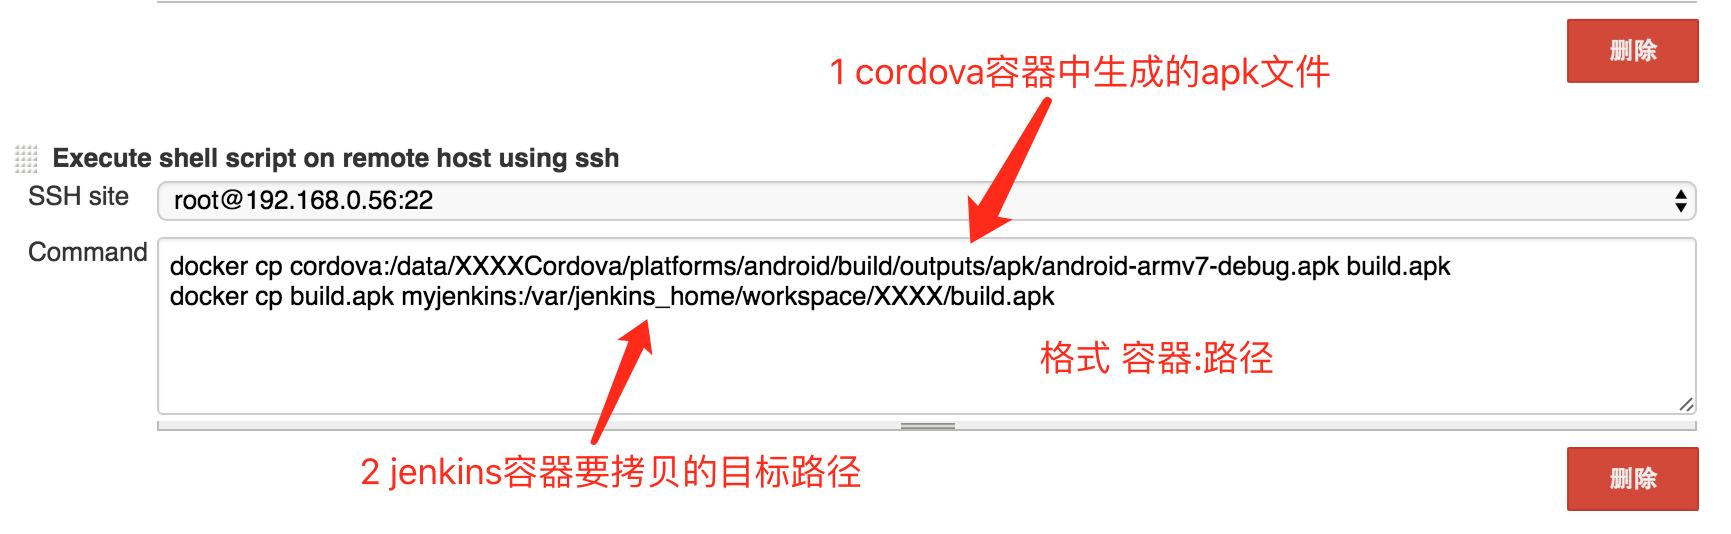 删除
1 cordova容器中生成的apk文件
Execute shell script on remote host using ssh
SSH site
root@192.168.0.56:22
Command
docker cp cordova:/data/XXXXCordova/platforms/android/build/outputs/apk/android-armv7-debug.apk build.apk
docker cp build.apk myjenkins:/var/jenkins_home/workspace/XXXX/build.apk
格式 容器:路径
2 jenkins容器要拷贝的目标路径
删除